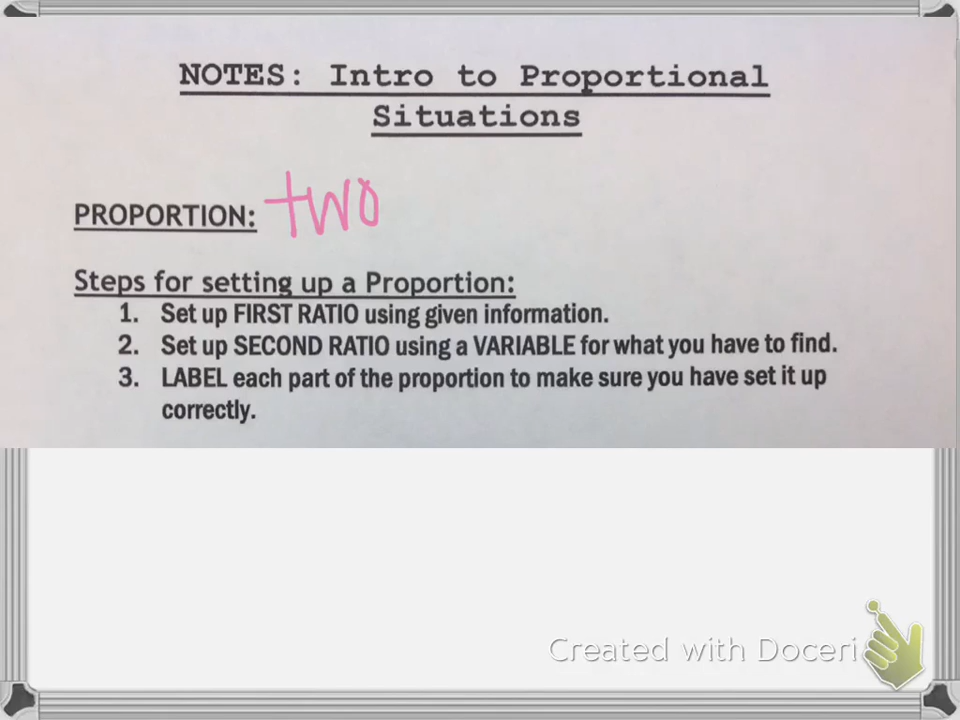 NOTES: Intro to Proportional
Situations
PROPORTION: two
Steps for setting up a Proportion:
1. Set up FIRST RATIO using given information.
2. Set up SECOND RATIO using a VARIABLE for what you have to find.
3. LABEL each part of the proportion to make sure you have set it up
correctly.
Created with Doceri